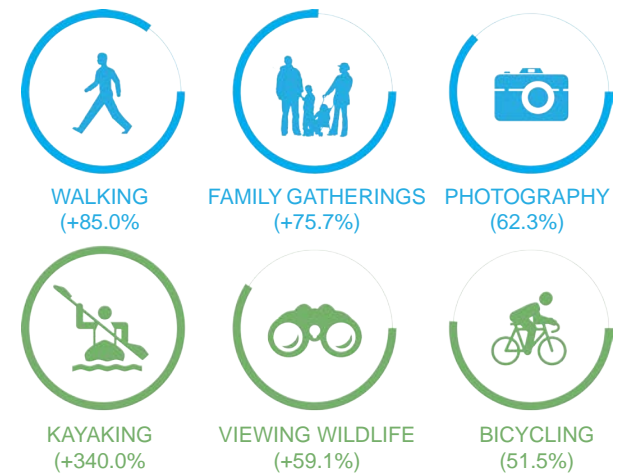 WALKING
(+85.0%
FAMILY GATHERINGS
(+75.7%)
PHOTOGRAPHY
(62.3%)
KAYAKING
(+340.0%
VIEWING WILDLIFE
(+59.1%)
BICYCLING
(51.5%)